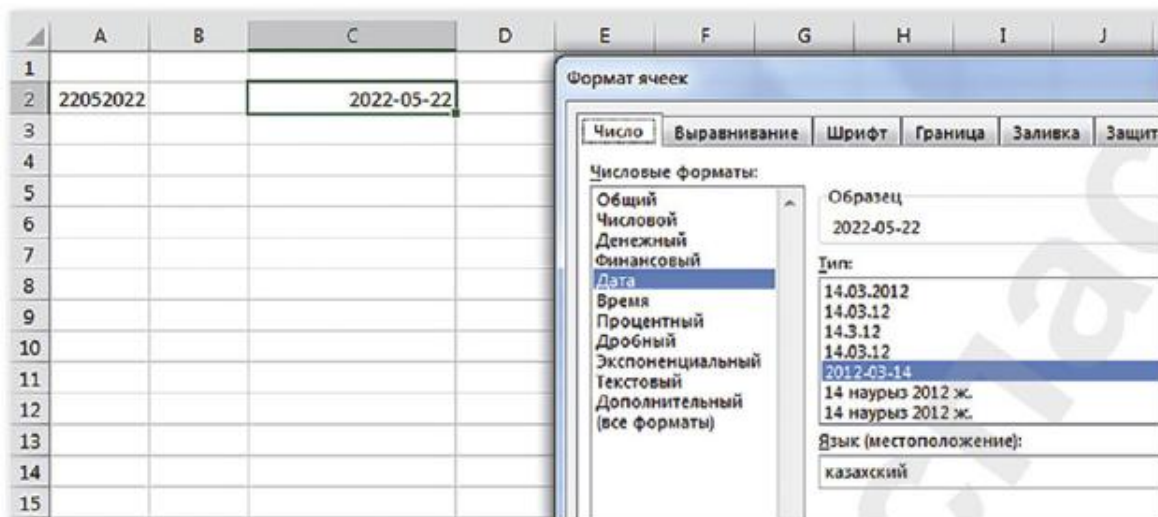 A B C D E F G H I J
1
2 22052022 2022-05-22
3
4
5
6
7
8
9
10
11
12
13
14
15
Формат ячеек
Число Выравнивание Шрифт Граница Заливка Защит
Числовые форматы:
Общий
Числовой
Денежный
Финансовый
Дата
Время
Процентный
Дробный
Экспоненциальный
Текстовый
Дополнительный
(все форматы)
Образец
2022-05-22
Тип:
14.03.2012
14.03.12
14.3.12
14.03.12
2012-03-14
14 наурыз 2012 ж.
14 наурыз 2012 ж.
Язык (местоположение):
казахский